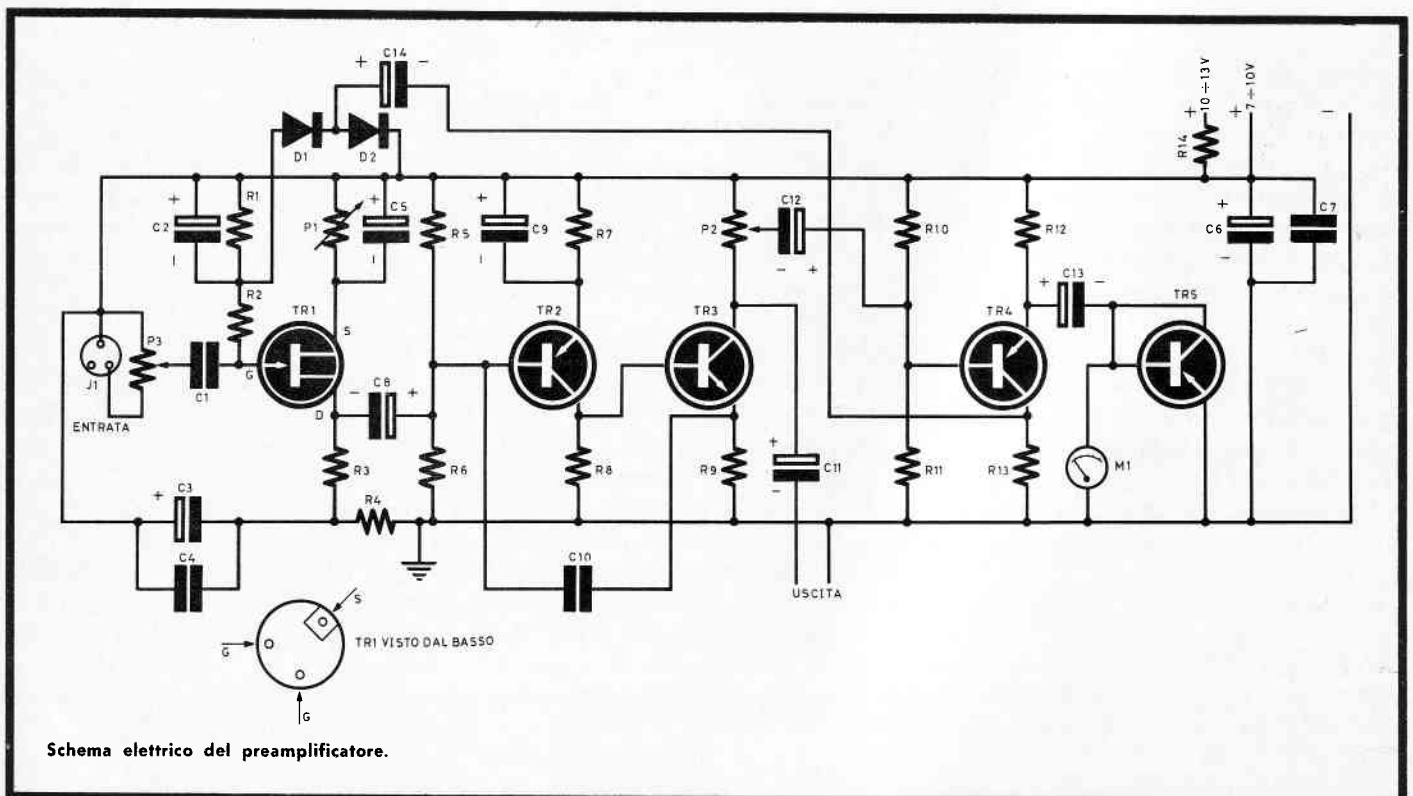 C14
+ -
+ 10÷13V
+ 7÷10V
-
R14
D1
D2
+
C2
-
R1
P1
+
C5
-
R5
+
C9
-
R7
P2
C12
- +
R10
R12
+
C6
-
C7
R2
TR1
S
TR2
TR3
TR4
+ C13 -
TR5
P3
J1
C1
G
D
- C8 +
ENTRATA
R3
R6
R8
R9
+
C11
-
R11
R13
M1
+ C3
R4
C4
C10
USCITA
S
G
TR1 VISTO DAL BASSO
G
Schema elettrico del preamplificatore.